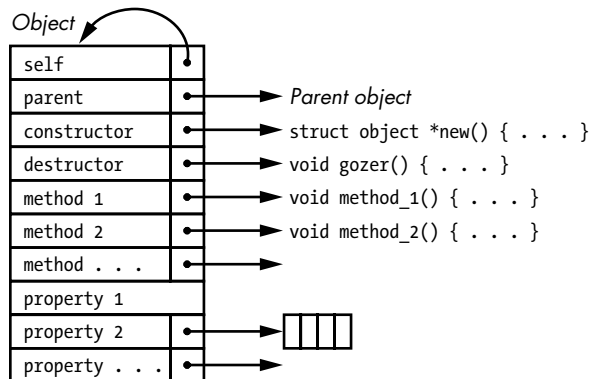 Object
self
parent Parent object
constructor struct object *new() { . . . }
destructor void gozer() { . . . }
method 1 void method_1() { . . . }
method 2 void method_2() { . . . }
method . . .
property 1
property 2
property . . .